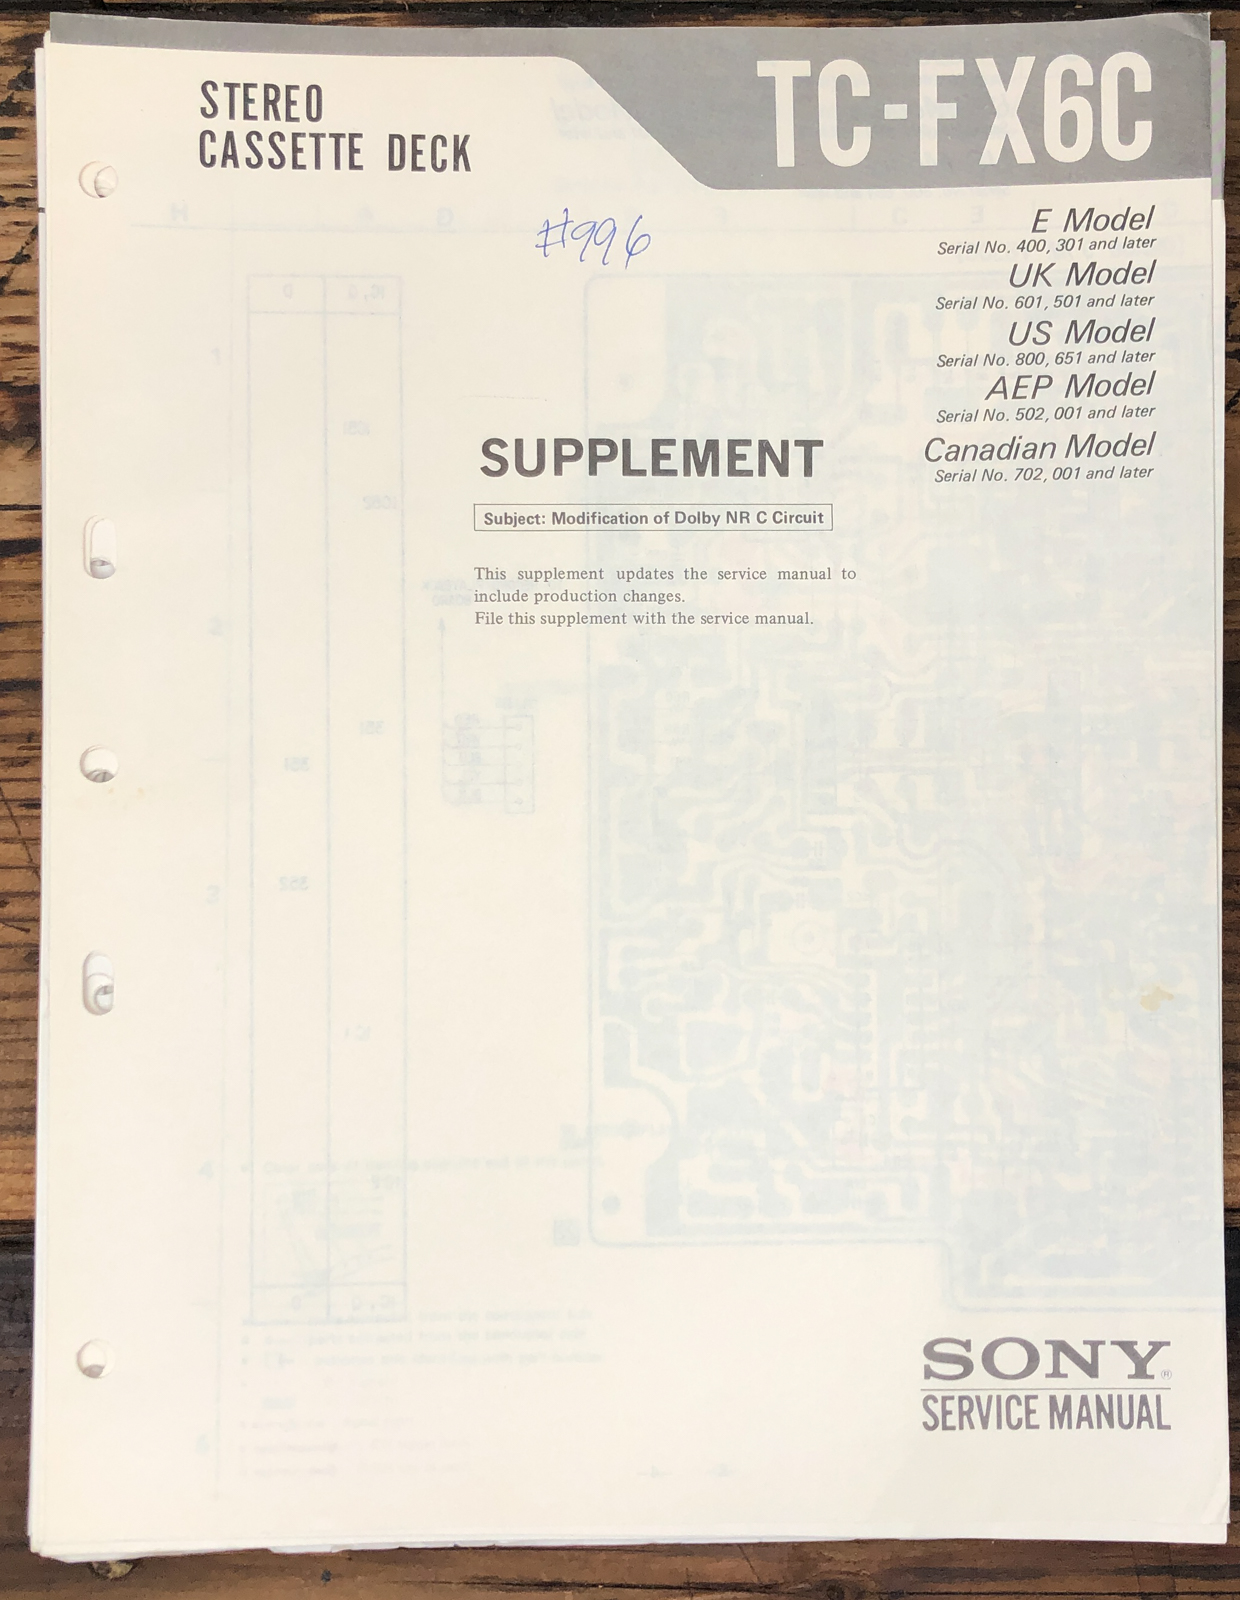 STEREO
CASSETTE DECK
TC-FX6C
#996
E Model
Serial No. 400, 301 and later
UK Model
Serial No. 601, 501 and later
US Model
Serial No. 800, 651 and later
AEP Model
Serial No. 502, 001 and later
Canadian Model
Serial No. 702, 001 and later
SUPPLEMENT
Subject: Modification of Dolby NR C Circuit
This supplement updates the service manual to
include production changes.
File this supplement with the service manual.
SONY®
SERVICE MANUAL